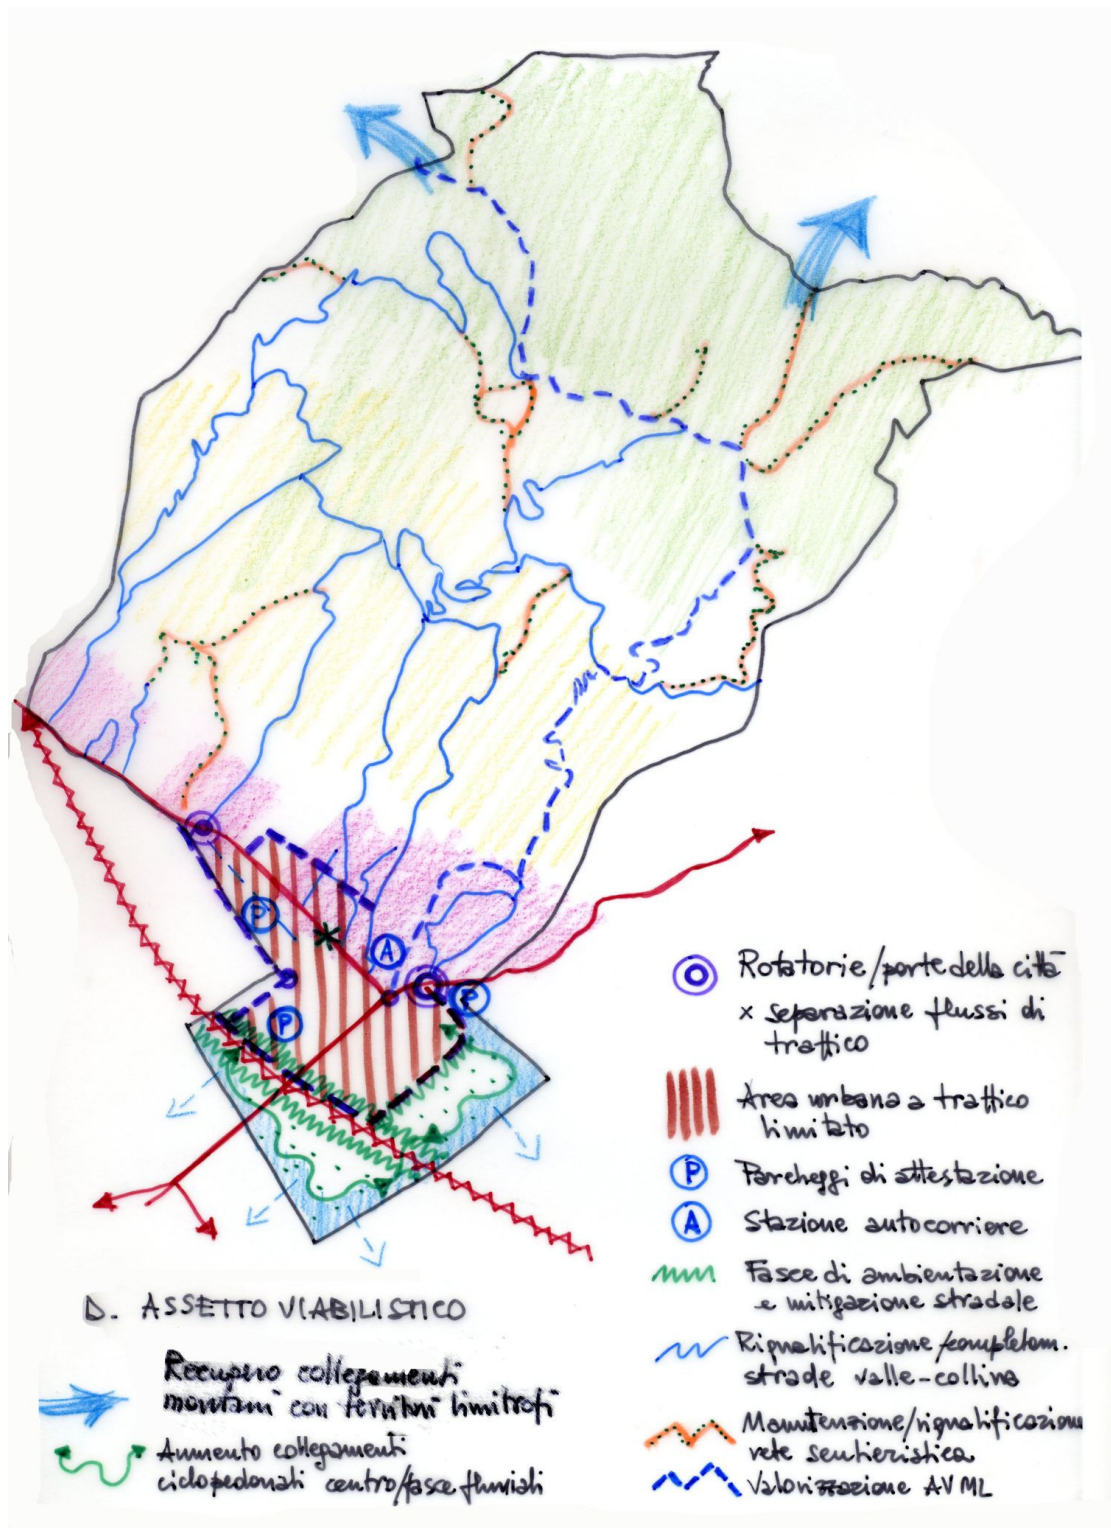 P
A
P
P
Rotatorie/porte della città
x separazione flussi di
traffico
Area urbana a traffico
limitato
P Parcheggi di attestazione
A Stazione autocorriere
Fasce di ambientazione
e mitigazione stradale
Riqualificazione/completam.
strade valle-collina
Manutenzione/riqualificazione
rete sentieristica
Valorizzazione AVML
D. ASSETTO VIABILISTICO
Recupero collegamenti
montani con territori limitrofi
Aumento collegamenti
ciclopedonali centro/fasce fluviali